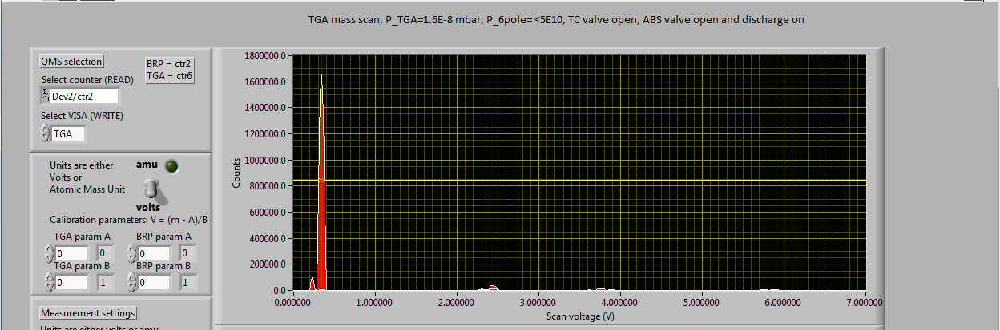 TGA mass scan, P_TGA=1.6E-8 mbar, P_6pole= <5E10, TC valve open, ABS valve open and discharge on
QMS selection
BRP = ctr2
TGA = ctr6
Select counter (READ)
I/0 Dev2/ctr2
Select VISA (WRITE)
TGA
Units are either
Volts or
Atomic Mass Unit
amu
volts
Calibration parameters: V = (m - A)/B
TGA param A BRP param A
0 0 0 0
TGA param B BRP param B
0 1 0 1
Measurement settings
Units are either volts or amu
Counts
1800000.0
1600000.0
1400000.0
1200000.0
1000000.0
800000.0
600000.0
400000.0
200000.0
0.0
0.000000 1.000000 2.000000 3.000000 4.000000 5.000000 6.000000 7.000000
Scan voltage (V)